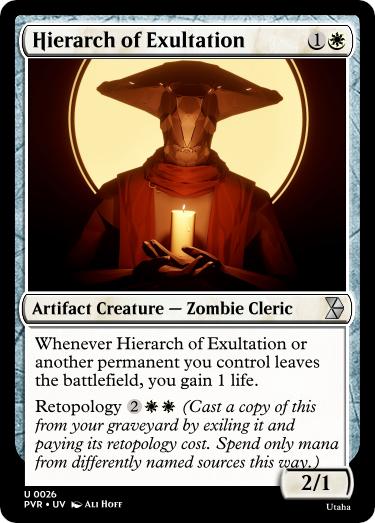 Hierarch of Exultation 1
Artifact Creature — Zombie Cleric
Whenever Hierarch of Exultation or
another permanent you control leaves
the battlefield, you gain 1 life.
Retopology 2 (Cast a copy of this
from your graveyard by exiling it and
paying its retopology cost. Spend only mana
from differently named sources this way.)
2/1
U 0026
PVR • UV Ali Hoff
Utaha